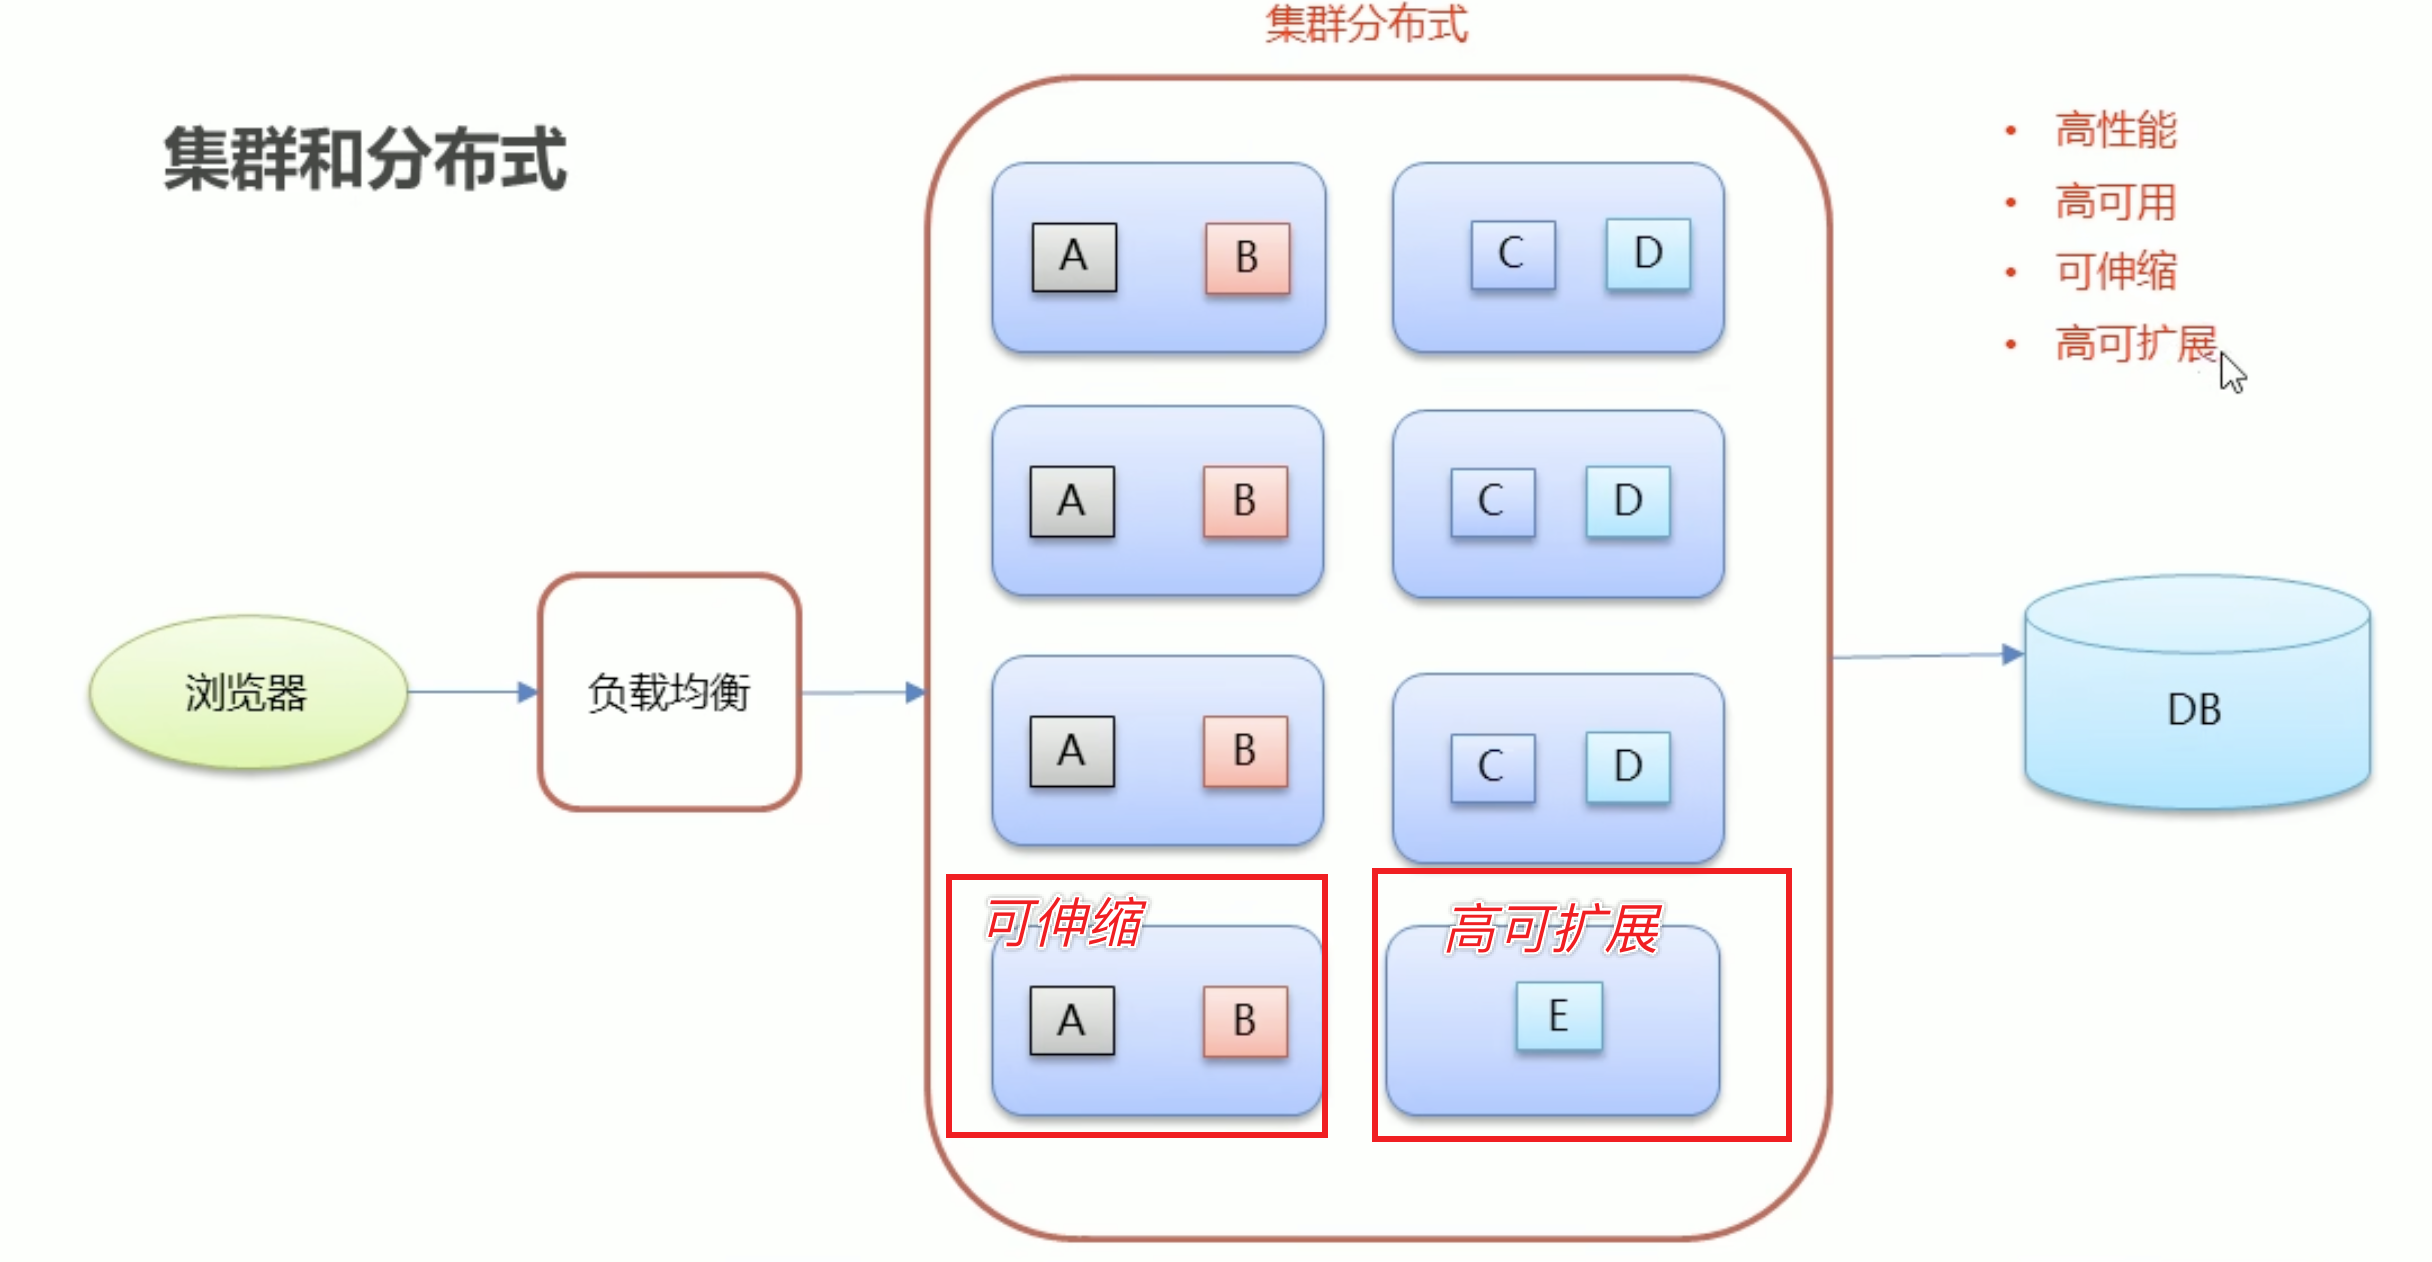 集群分布式
集群和分布式
• 高性能
• 高可用
• 可伸缩
• 高可扩展
A B C D
A B C D
浏览器
负载均衡
A B C D
DB
可伸缩
高可扩展
A B E